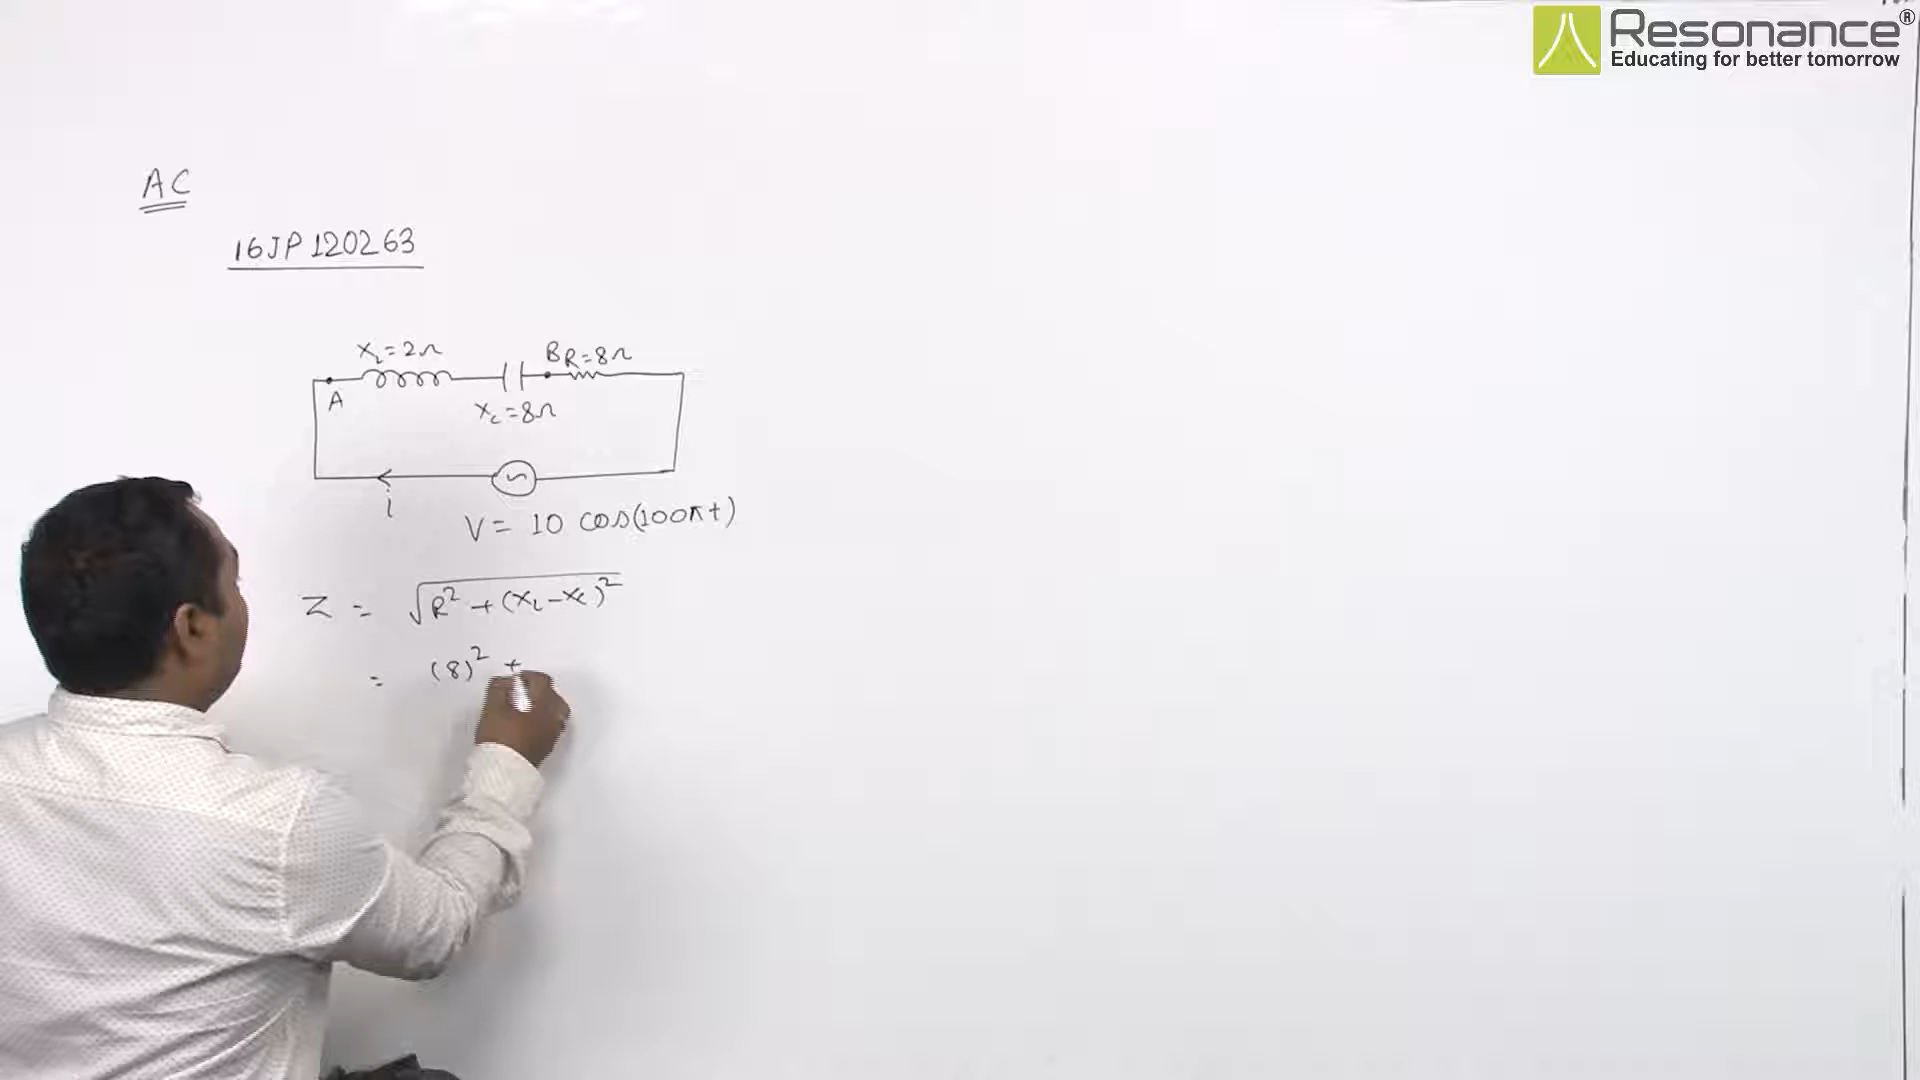 Resonance®
Educating for better tomorrow
AC
16JP120263
X_L = 2Ω
B R = 8Ω
A
X_C = 8Ω
i
V = 10 cos(100πt)
Z = √R² + (X_L - X_C)²
= (8)² +